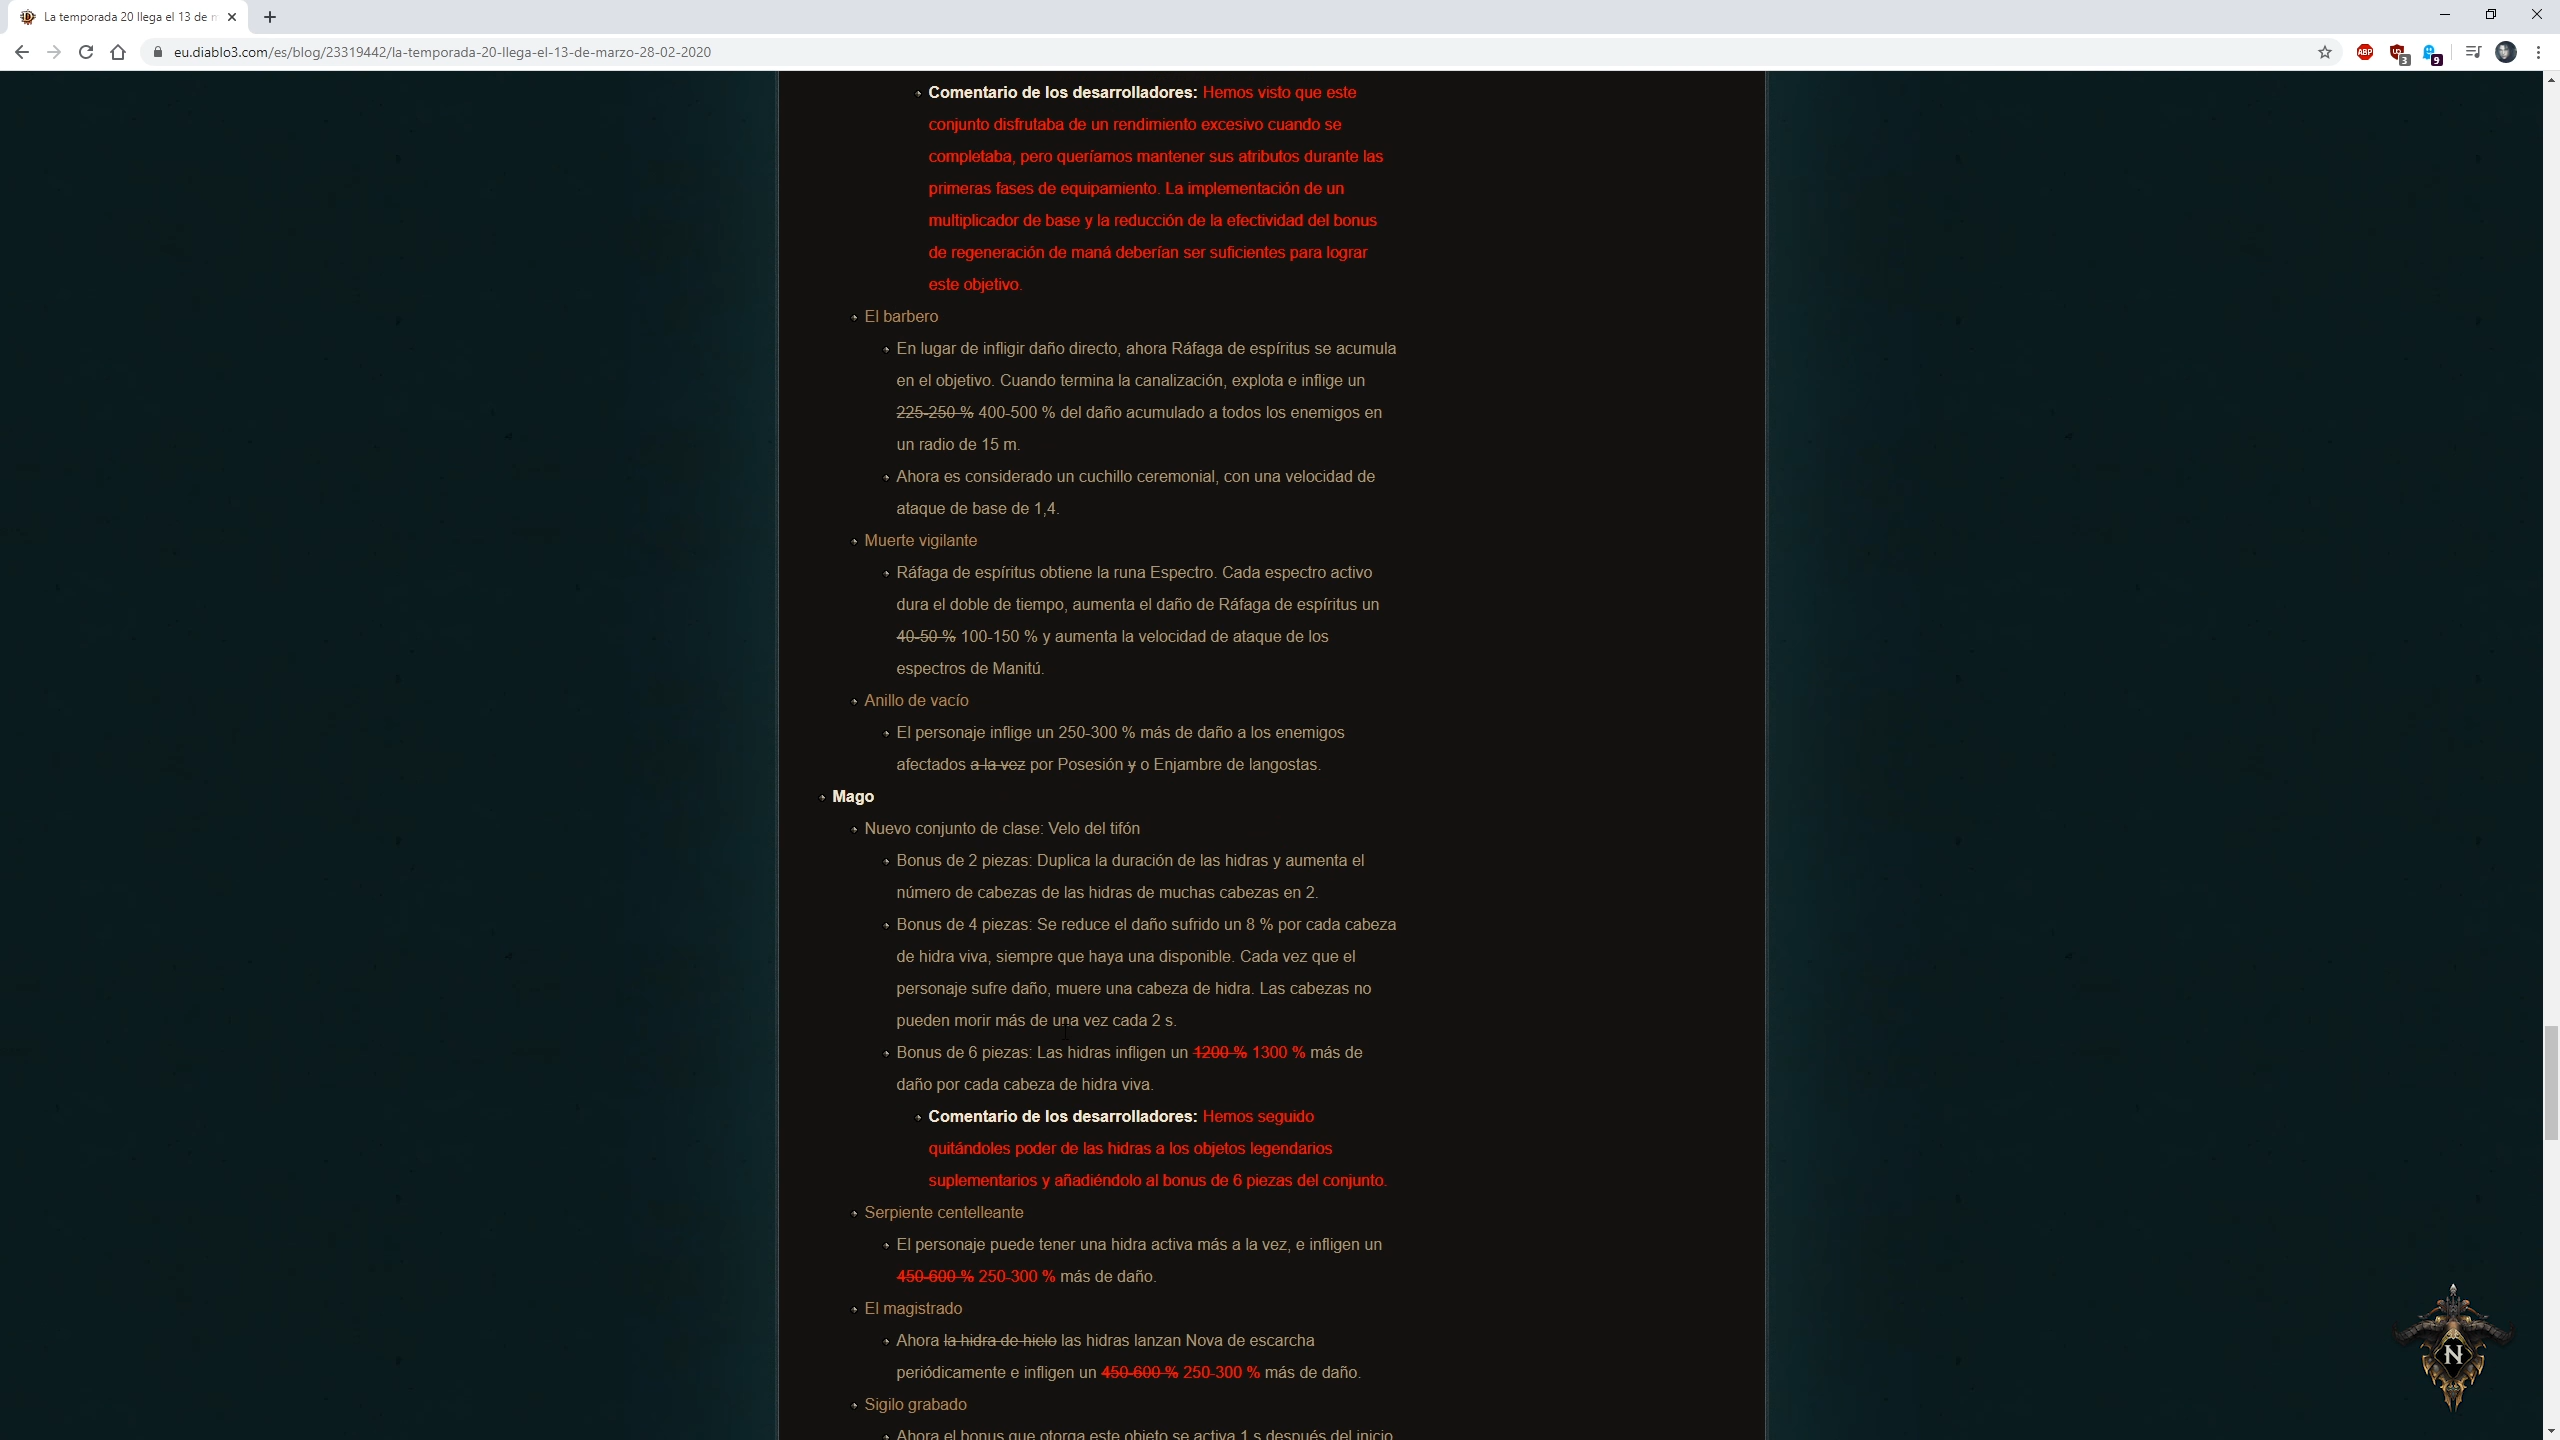 La temporada 20 llega el 13 de m
eu.diablo3.com/es/blog/23319442/la-temporada-20-llega-el-13-de-marzo-28-02-2020
ABP
3
9
Comentario de los desarrolladores: Hemos visto que este
conjunto disfrutaba de un rendimiento excesivo cuando se
completaba, pero queríamos mantener sus atributos durante las
primeras fases de equipamiento. La implementación de un
multiplicador de base y la reducción de la efectividad del bonus
de regeneración de maná deberían ser suficientes para lograr
este objetivo.
El barbero
En lugar de infligir daño directo, ahora Ráfaga de espíritus se acumula
en el objetivo. Cuando termina la canalización, explota e inflige un
225-250 % 400-500 % del daño acumulado a todos los enemigos en
un radio de 15 m.
Ahora es considerado un cuchillo ceremonial, con una velocidad de
ataque de base de 1,4.
Muerte vigilante
Ráfaga de espíritus obtiene la runa Espectro. Cada espectro activo
dura el doble de tiempo, aumenta el daño de Ráfaga de espíritus un
40-50 % 100-150 % y aumenta la velocidad de ataque de los
espectros de Manitú.
Anillo de vacío
El personaje inflige un 250-300 % más de daño a los enemigos
afectados a la vez por Posesión y o Enjambre de langostas.
Mago
Nuevo conjunto de clase: Velo del tifón
Bonus de 2 piezas: Duplica la duración de las hidras y aumenta el
número de cabezas de las hidras de muchas cabezas en 2.
Bonus de 4 piezas: Se reduce el daño sufrido un 8 % por cada cabeza
de hidra viva, siempre que haya una disponible. Cada vez que el
personaje sufre daño, muere una cabeza de hidra. Las cabezas no
pueden morir más de una vez cada 2 s.
Bonus de 6 piezas: Las hidras infligen un 1200 % 1300 % más de
daño por cada cabeza de hidra viva.
Comentario de los desarrolladores: Hemos seguido
quitándoles poder de las hidras a los objetos legendarios
suplementarios y añadiéndolo al bonus de 6 piezas del conjunto.
Serpiente centelleante
El personaje puede tener una hidra activa más a la vez, e infligen un
450-600 % 250-300 % más de daño.
El magistrado
Ahora la hidra de hielo las hidras lanzan Nova de escarcha
periódicamente e infligen un 450-600 % 250-300 % más de daño.
Sigilo grabado
Ahora el bonus que otorga este objeto se activa 1 s después del inicio
N